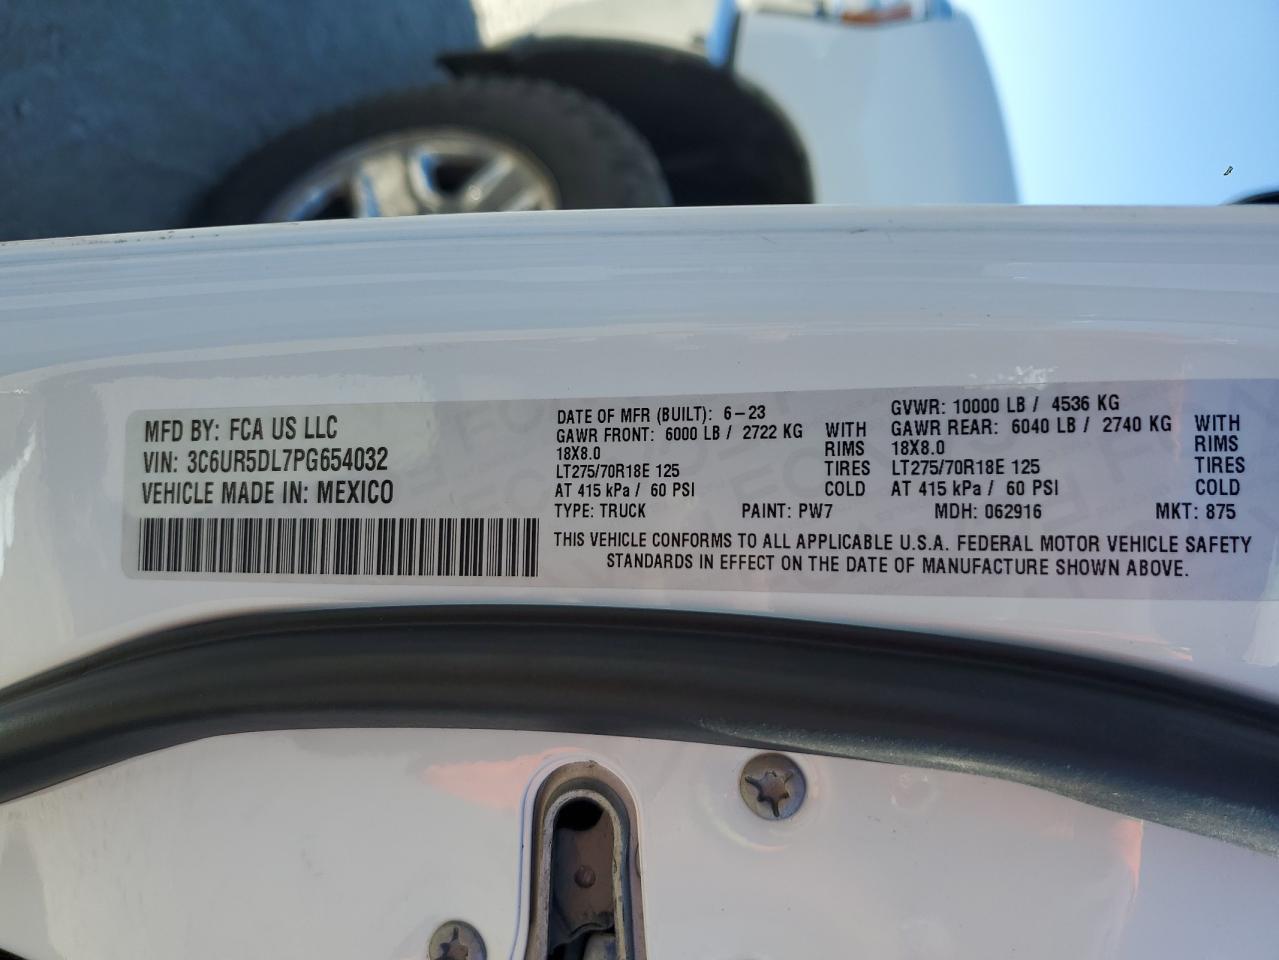 MFD BY: FCA US LLC
VIN: 3C6UR5DL7PG654032
VEHICLE MADE IN: MEXICO
DATE OF MFR (BUILT): 6-23
GAWR FRONT: 6000 LB / 2722 KG WITH
18X8.0 RIMS
LT275/70R18E 125 TIRES
AT 415 kPa / 60 PSI COLD
GVWR: 10000 LB / 4536 KG
GAWR REAR: 6040 LB / 2740 KG WITH
18X8.0 RIMS
LT275/70R18E 125 TIRES
AT 415 kPa / 60 PSI COLD
TYPE: TRUCK PAINT: PW7 MDH: 062916 MKT: 875
THIS VEHICLE CONFORMS TO ALL APPLICABLE U.S.A. FEDERAL MOTOR VEHICLE SAFETY
STANDARDS IN EFFECT ON THE DATE OF MANUFACTURE SHOWN ABOVE.